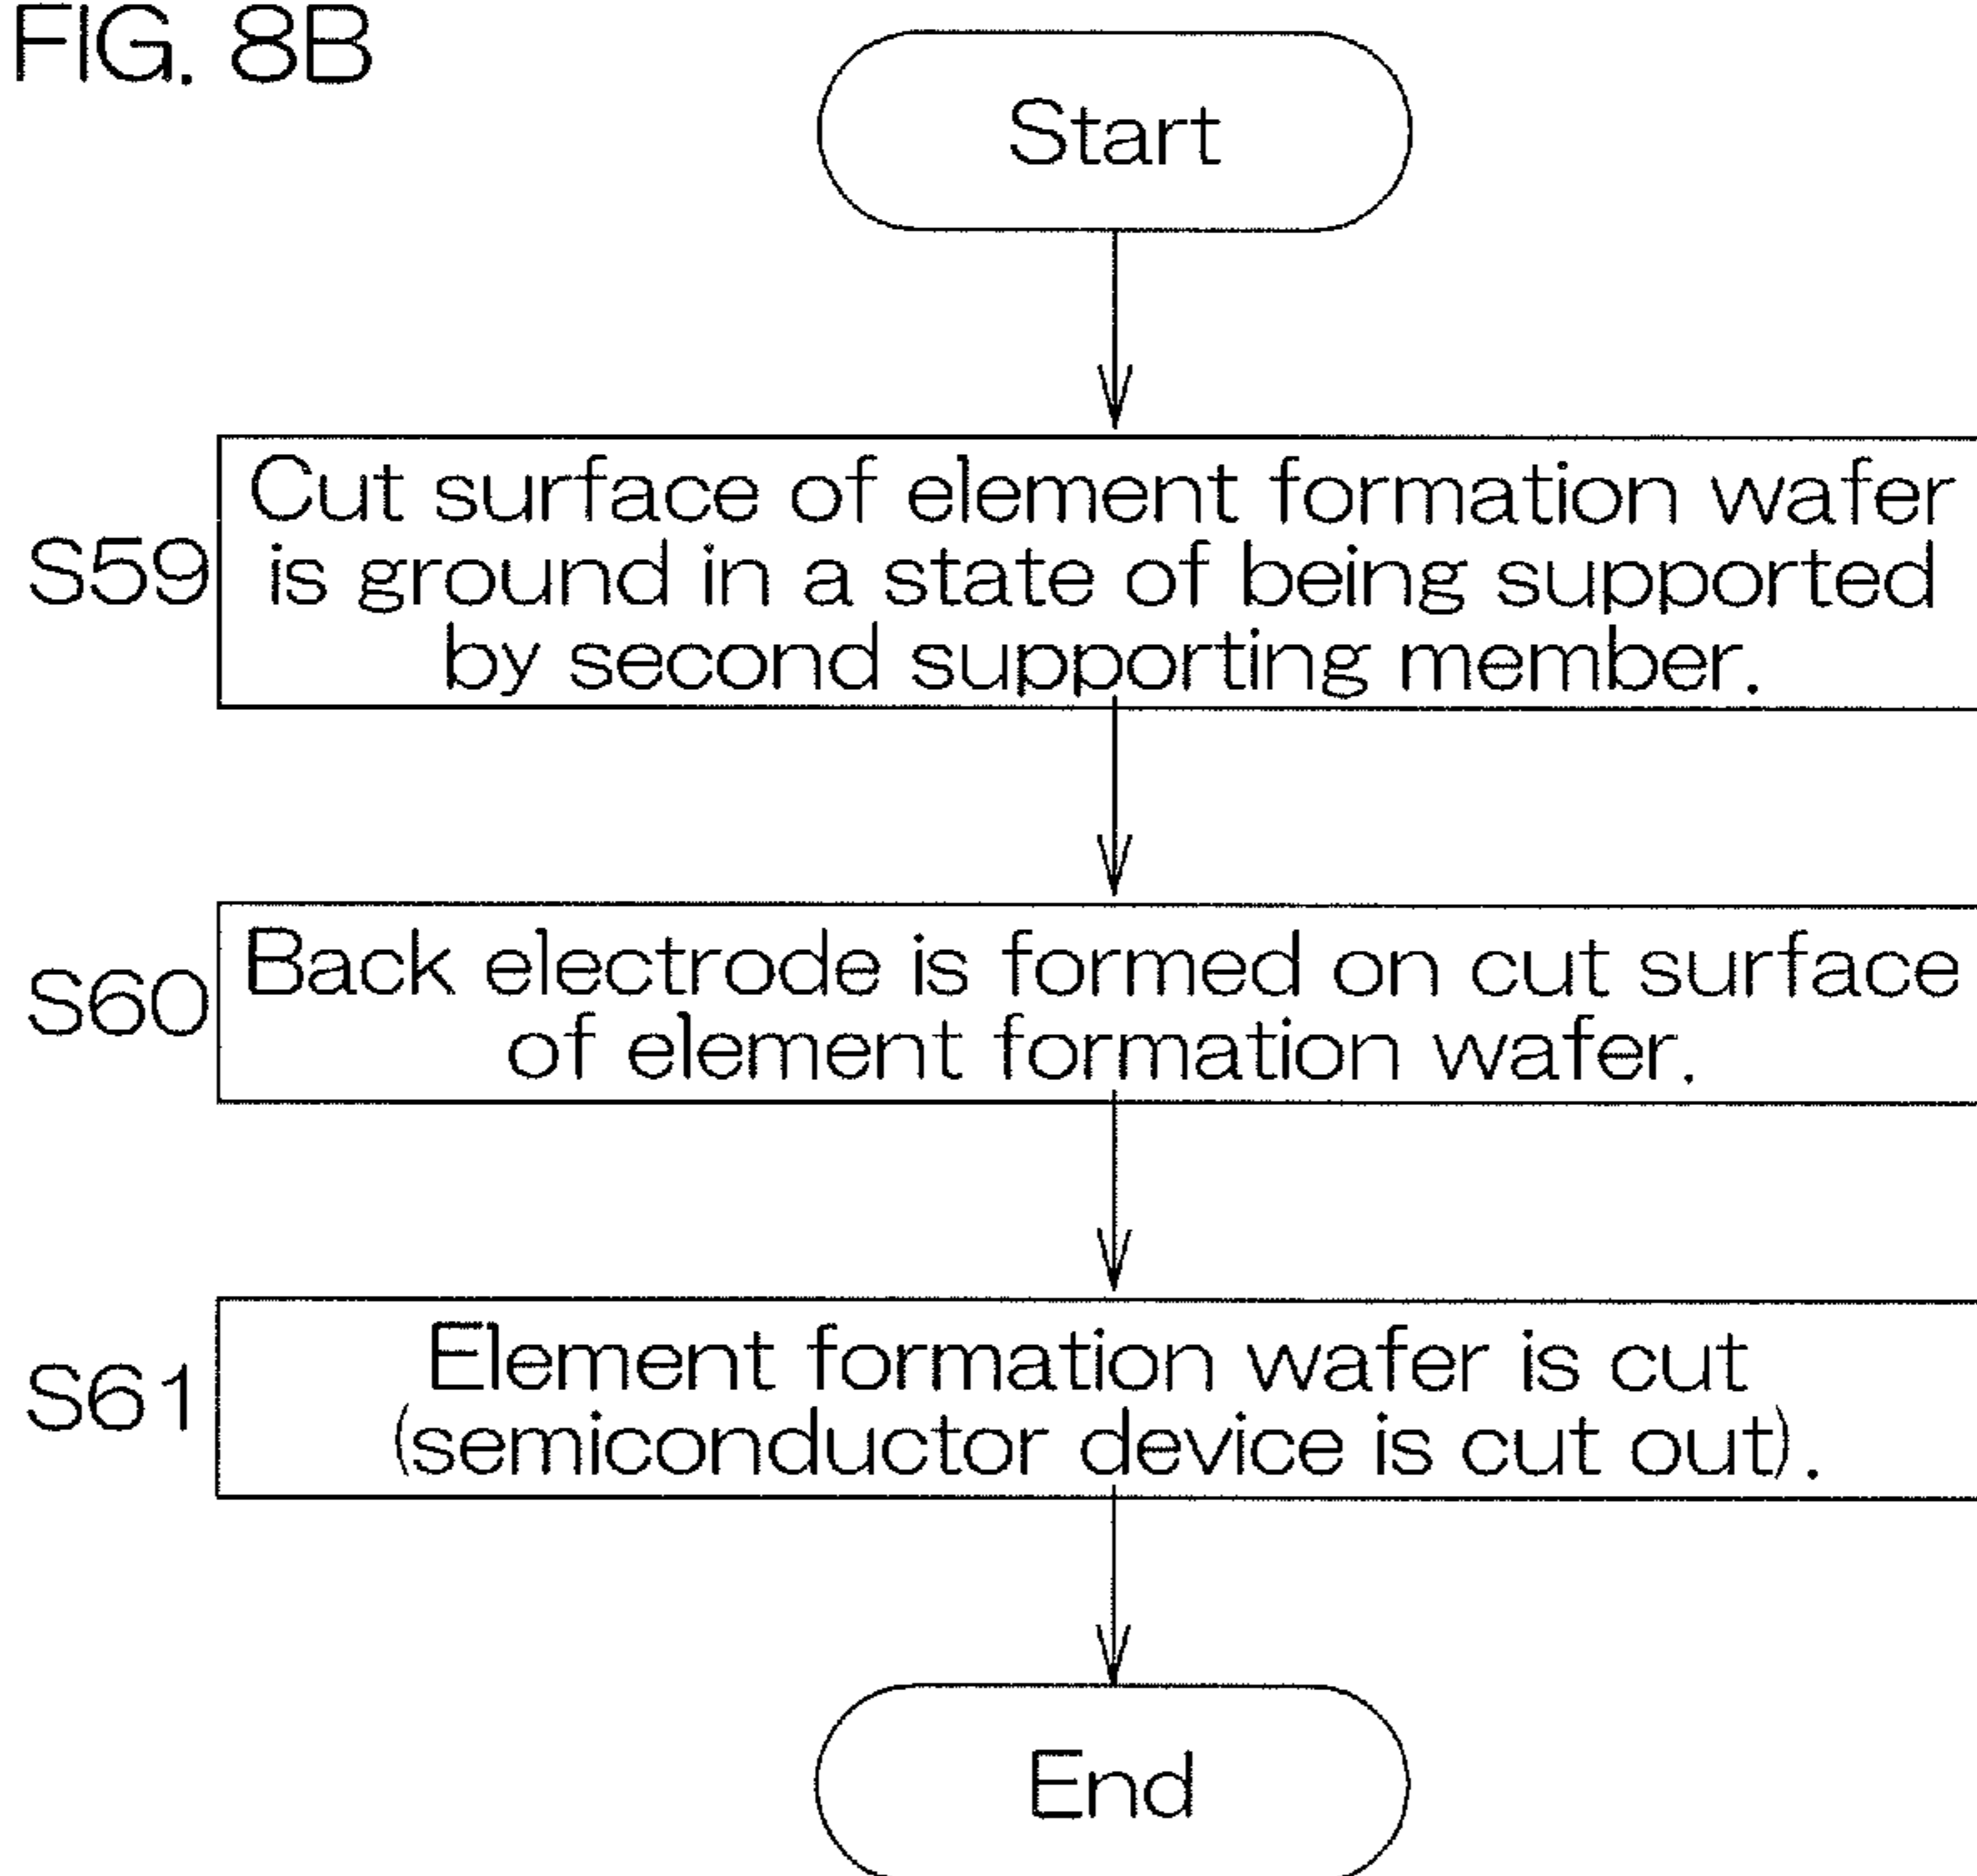 FIG. 8B
Start
S59
Cut surface of element formation wafer
is ground in a state of being supported
by second supporting member.
S60
Back electrode is formed on cut surface
of element formation wafer.
S61
Element formation wafer is cut
(semiconductor device is cut out).
End